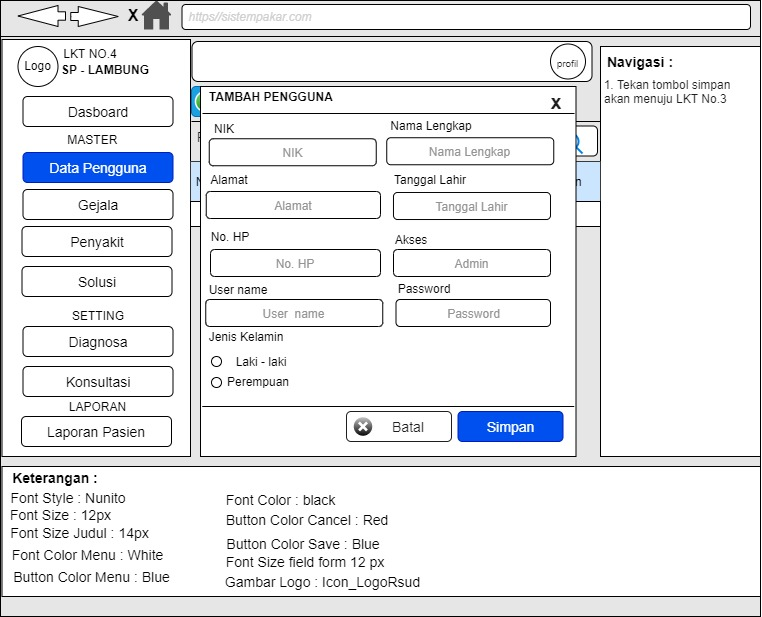 X
https//sistempakar.com
Logo
LKT NO.4
SP - LAMBUNG
profil
Navigasi :
1. Tekan tombol simpan
akan menuju LKT No.3
Dasboard
MASTER
Data Pengguna
Gejala
Penyakit
Solusi
SETTING
Diagnosa
Konsultasi
LAPORAN
Laporan Pasien
TAMBAH PENGGUNA
X
NIK
Nama Lengkap
NIK
Nama Lengkap
Alamat
Tanggal Lahir
Alamat
Tanggal Lahir
No. HP
Akses
No. HP
Admin
User name
Password
User name
Password
Jenis Kelamin
Laki - laki
Perempuan
Batal
Simpan
Keterangan :
Font Style : Nunito
Font Size : 12px
Font Size Judul : 14px
Font Color Menu : White
Button Color Menu : Blue
Font Color : black
Button Color Cancel : Red
Button Color Save : Blue
Font Size field form 12 px
Gambar Logo : Icon_LogoRsud